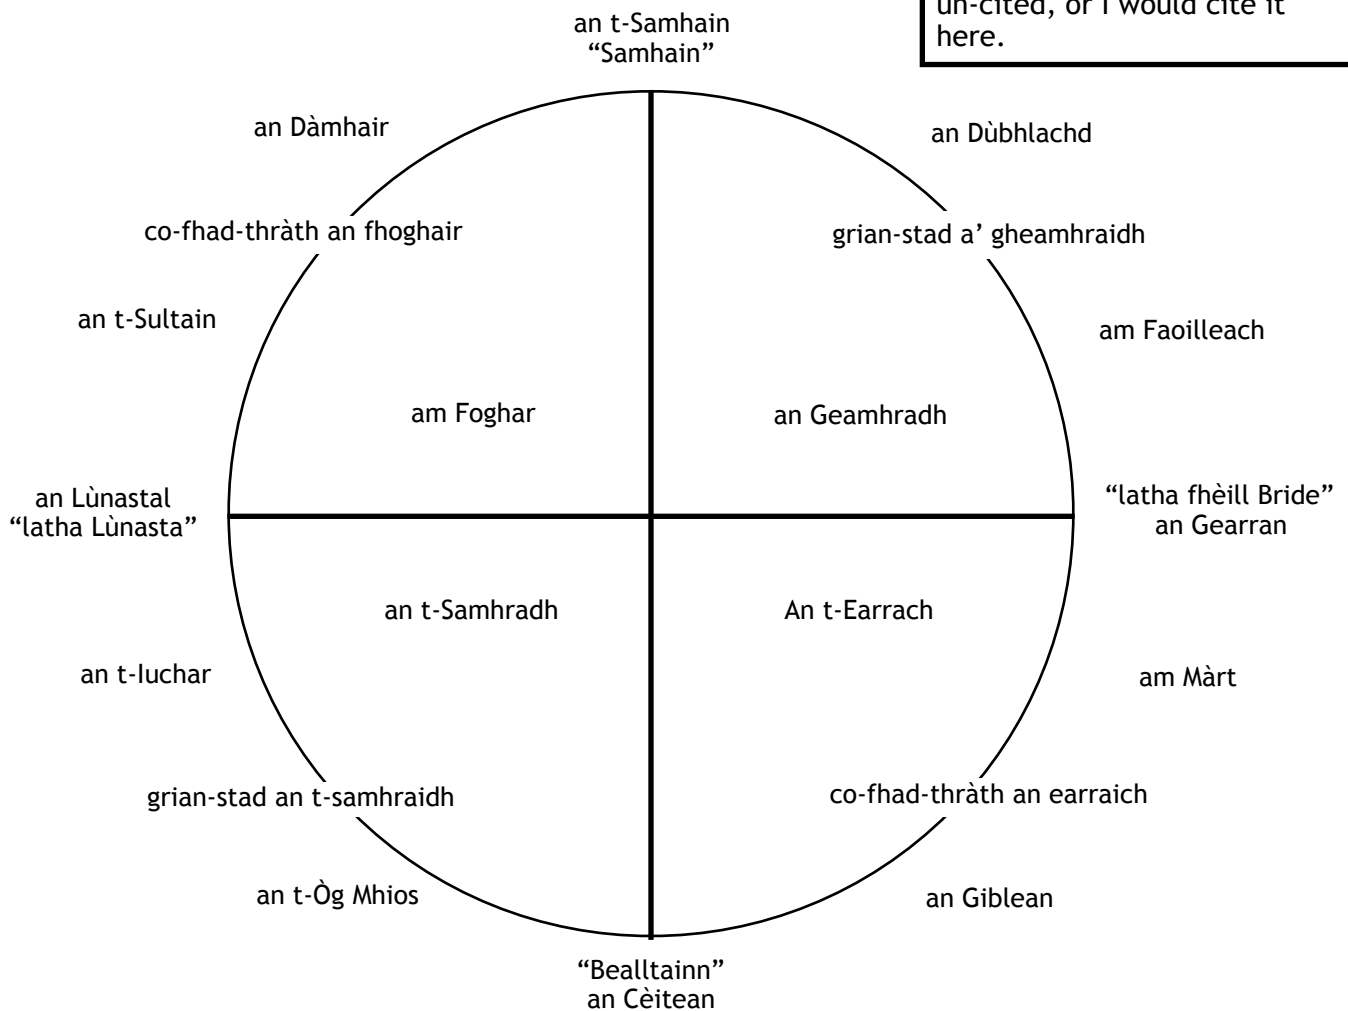 un-cited, or I would cite it
here.
an t-Samhain
“Samhain”
an Dàmhair
an Dùbhlachd
co-fhad-thràth an fhoghair
grian-stad a’ gheamhraidh
an t-Sultain
am Faoilleach
am Foghar
an Geamhradh
an Lùnastal
“latha Lùnasta”
“latha fhèill Bride”
an Gearran
an t-Samhradh
An t-Earrach
an t-Iuchar
am Màrt
grian-stad an t-samhraidh
co-fhad-thràth an earraich
an t-Òg Mhios
an Giblean
“Bealltainn”
an Cèitean